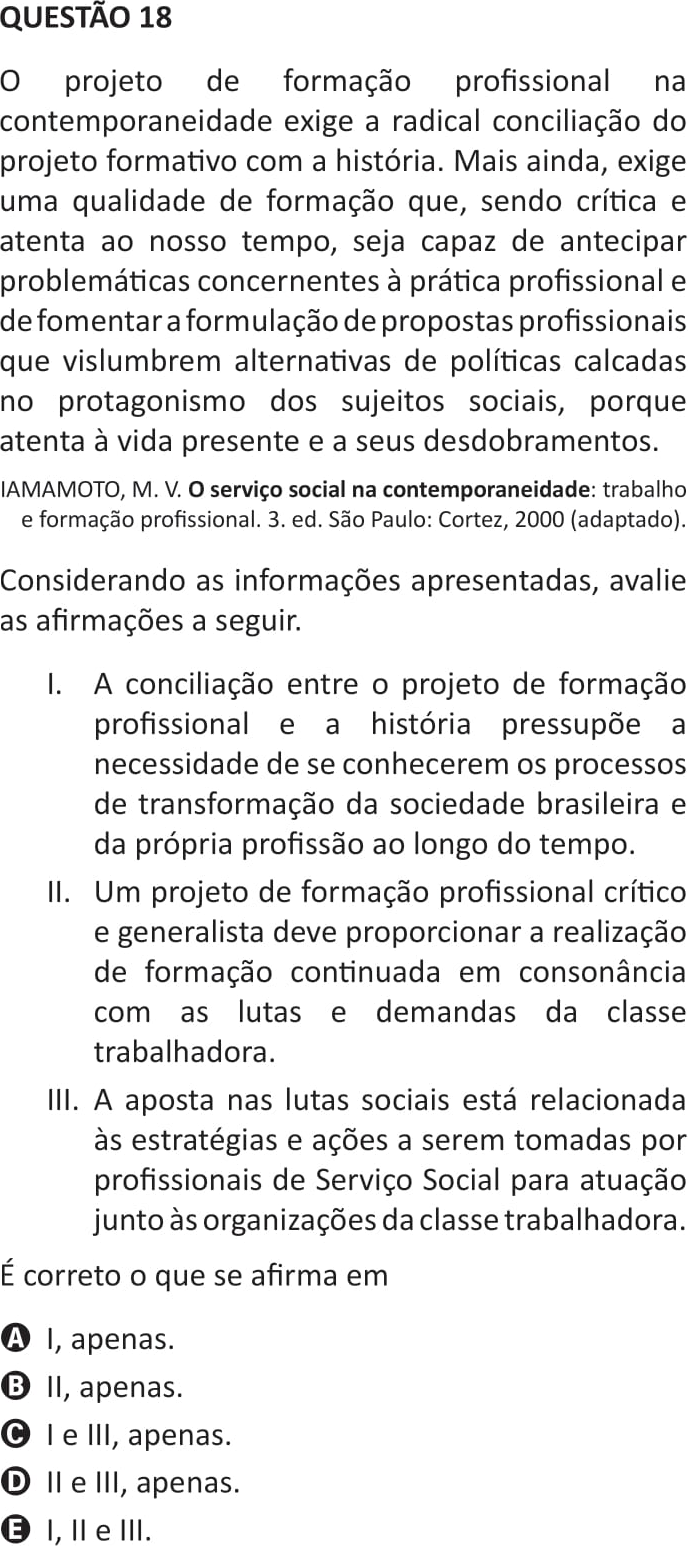 QUESTÃO 18
O projeto de formação profissional na
contemporaneidade exige a radical conciliação do
projeto formativo com a história. Mais ainda, exige
uma qualidade de formação que, sendo crítica e
atenta ao nosso tempo, seja capaz de antecipar
problemáticas concernentes à prática profissional e
de fomentar a formulação de propostas profissionais
que vislumbrem alternativas de políticas calcadas
no protagonismo dos sujeitos sociais, porque
atenta à vida presente e a seus desdobramentos.
IAMAMOTO, M. V. O serviço social na contemporaneidade: trabalho
e formação profissional. 3. ed. São Paulo: Cortez, 2000 (adaptado).
Considerando as informações apresentadas, avalie
as afirmações a seguir.
I. A conciliação entre o projeto de formação
profissional e a história pressupõe a
necessidade de se conhecerem os processos
de transformação da sociedade brasileira e
da própria profissão ao longo do tempo.
II. Um projeto de formação profissional crítico
e generalista deve proporcionar a realização
de formação continuada em consonância
com as lutas e demandas da classe
trabalhadora.
III. A aposta nas lutas sociais está relacionada
às estratégias e ações a serem tomadas por
profissionais de Serviço Social para atuação
junto às organizações da classe trabalhadora.
É correto o que se afirma em
A I, apenas.
B II, apenas.
C I e III, apenas.
D II e III, apenas.
E I, II e III.